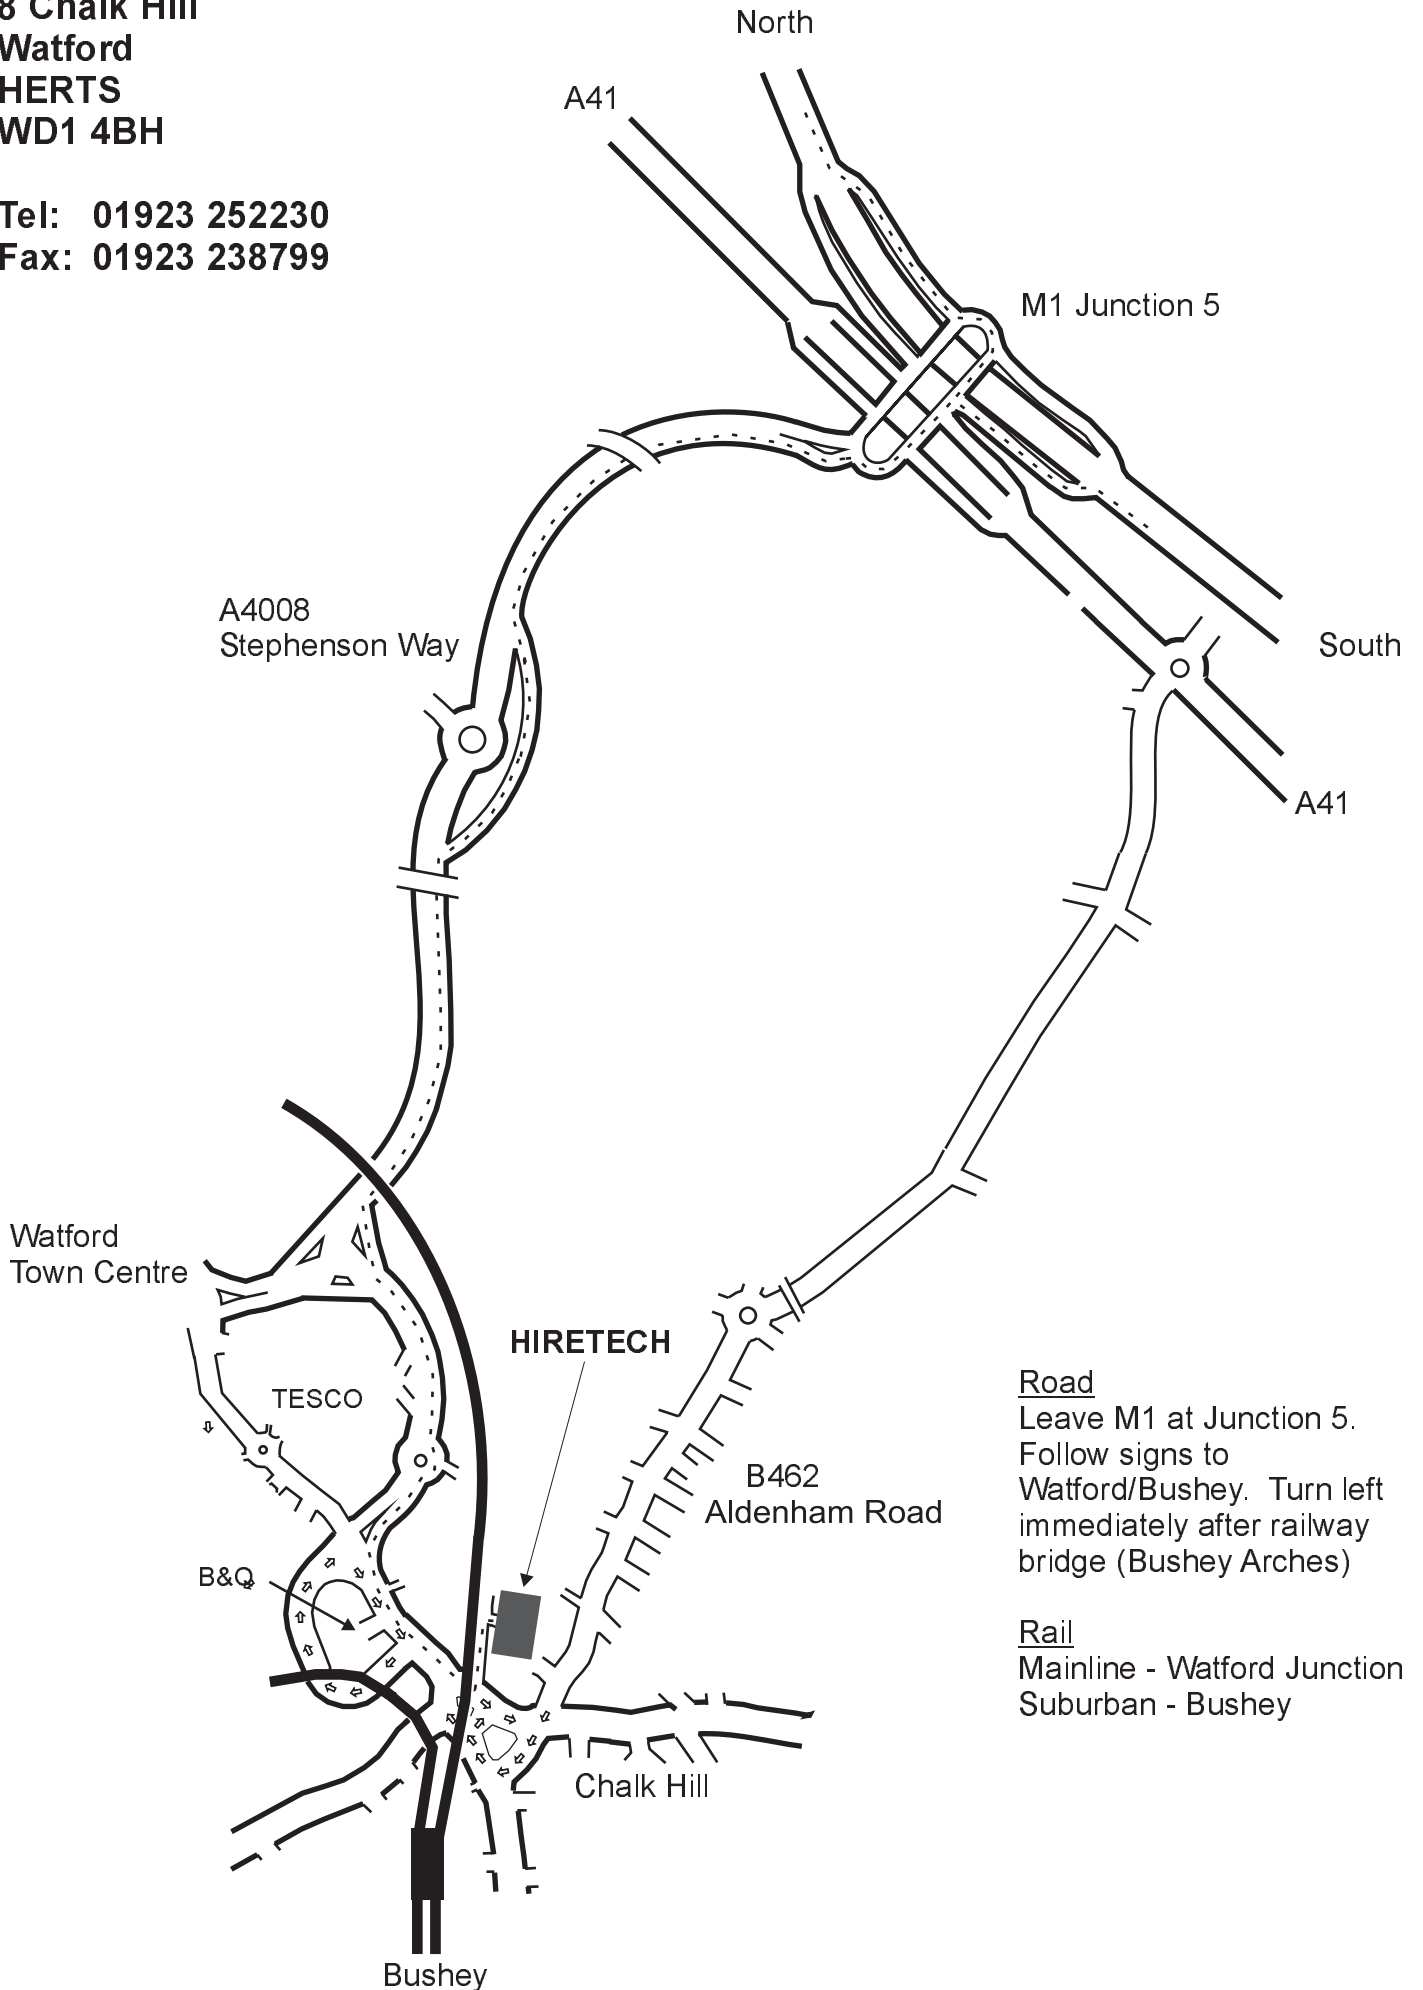 8 Chalk Hill
Watford
HERTS
WD1 4BH
Tel: 01923 252230
Fax: 01923 238799
North
A41
M1 Junction 5
A4008
Stephenson Way
South
A41
Watford
Town Centre
HIRETECH
TESCO
B462
Aldenham Road
B&Q
Chalk Hill
Bushey
Road
Leave M1 at Junction 5.
Follow signs to
Watford/Bushey. Turn left
immediately after railway
bridge (Bushey Arches)
Rail
Mainline - Watford Junction
Suburban - Bushey